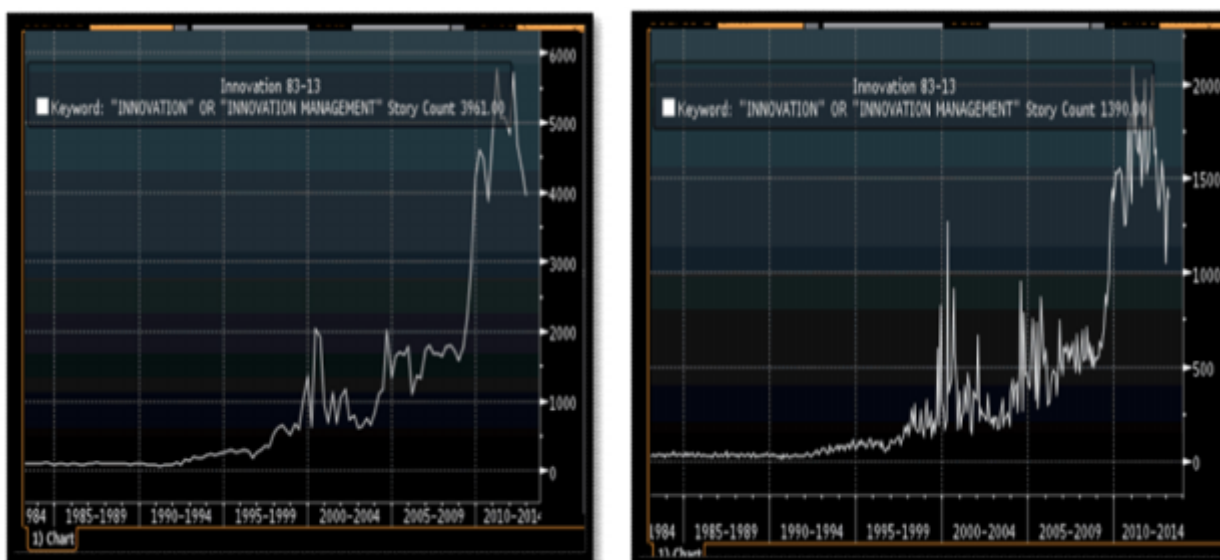 Innovation 83-13
Keyword: "INNOVATION" OR "INNOVATION MANAGEMENT" Story Count 3961.00
6000
5000
4000
3000
2000
1000
0
984 1985-1989 1990-1994 1995-1999 2000-2004 2005-2009 2010-2014
1) Chart
Innovation 83-13
Keyword: "INNOVATION" OR "INNOVATION MANAGEMENT" Story Count 1390.00
2000
1500
1000
500
0
1984 1985-1989 1990-1994 1995-1999 2000-2004 2005-2009 2010-2014
1) Chart